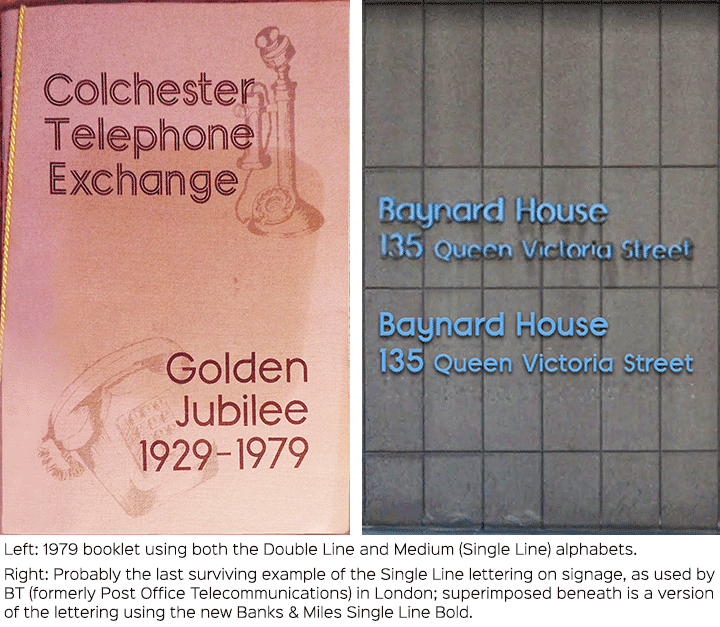 Colchester
Telephone
Exchange
Golden
Jubilee
1929-1979
Baynard House
135 Queen Victoria Street
Baynard House
135 Queen Victoria Street
Left: 1979 booklet using both the Double Line and Medium (Single Line) alphabets.
Right: Probably the last surviving example of the Single Line lettering on signage, as used by
BT (formerly Post Office Telecommunications) in London; superimposed beneath is a version
of the lettering using the new Banks & Miles Single Line Bold.